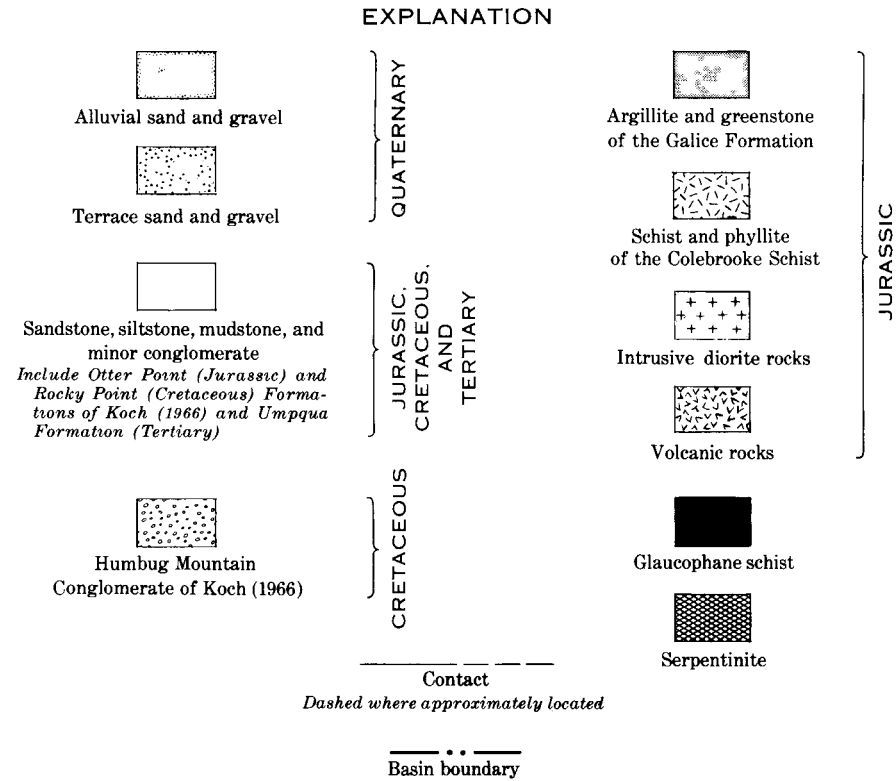 EXPLANATION
Alluvial sand and gravel
Terrace sand and gravel
QUATERNARY
Sandstone, siltstone, mudstone, and
minor conglomerate
Include Otter Point (Jurassic) and
Rocky Point (Cretaceous) Forma-
tions of Koch (1966) and Umpqua
Formation (Tertiary)
JURASSIC,
CRETACEOUS,
AND
TERTIARY
Humbug Mountain
Conglomerate of Koch (1966)
CRETACEOUS
Argillite and greenstone
of the Galice Formation
Schist and phyllite
of the Colebrooke Schist
Intrusive diorite rocks
Volcanic rocks
JURASSIC
Glaucophane schist
Serpentinite
Contact
Dashed where approximately located
Basin boundary